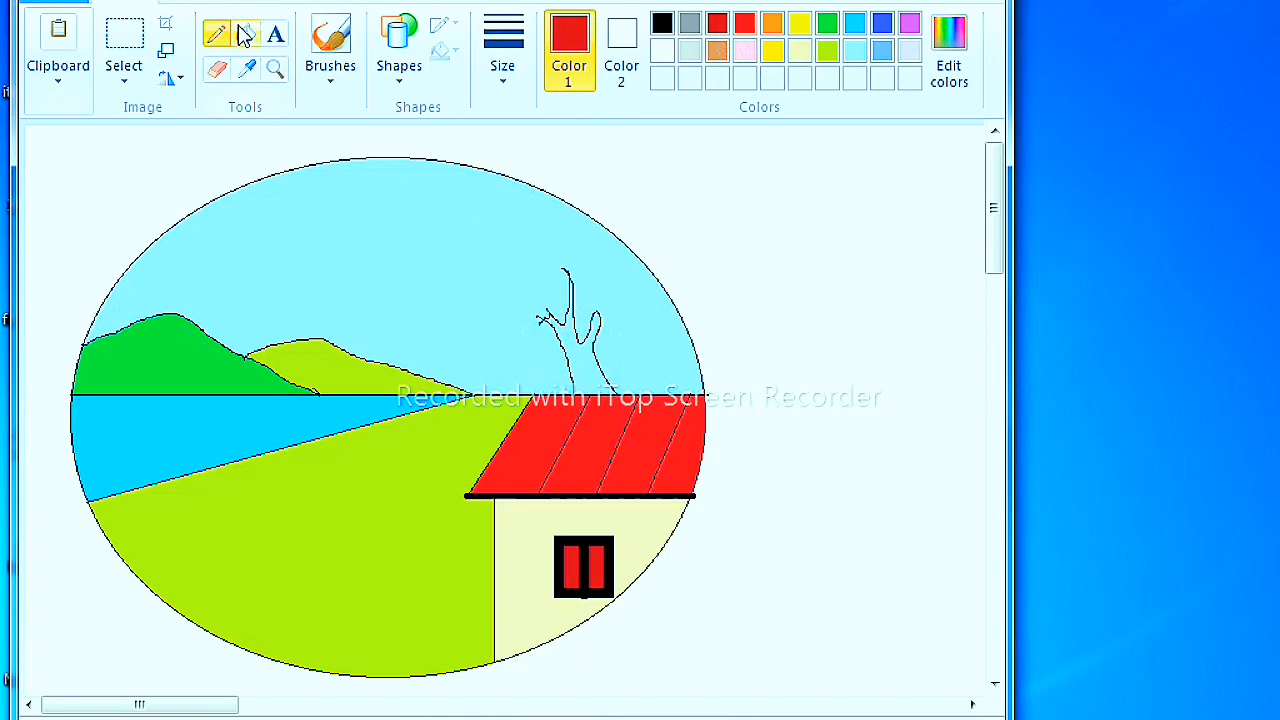 Clipboard
Select
Image
A
Tools
Brushes
Shapes
Shapes
Size
Color
1
Color
2
Edit
colors
Colors
Recorded with iTop Screen Recorder